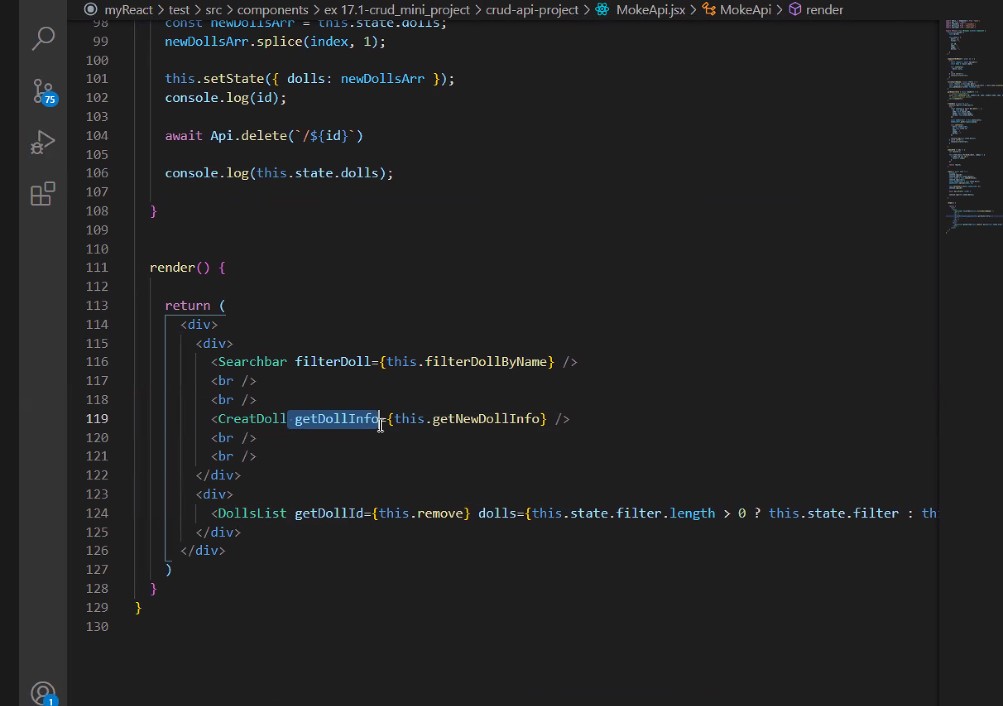 myReact > test > src > components > ex 17.1-crud_mini_project > crud-api-project > MokeApi.jsx > MokeApi > render
98 const newDollsArr = this.state.dolls;
99 newDollsArr.splice(index, 1);
100
101 this.setState({ dolls: newDollsArr });
102 console.log(id);
103
104 await Api.delete(`/${id}`)
105
106 console.log(this.state.dolls);
107
108 }
109
110
111 render() {
112
113 return (
114 <div>
115 <div>
116 <Searchbar filterDoll={this.filterDollByName} />
117 <br />
118 <br />
119 <CreatDoll getDollInfo={this.getNewDollInfo} />
120 <br />
121 <br />
122 </div>
123 <div>
124 <DollsList getDollId={this.remove} dolls={this.state.filter.length > 0 ? this.state.filter : th
125 </div>
126 </div>
127 )
128 }
129 }
130
75
1